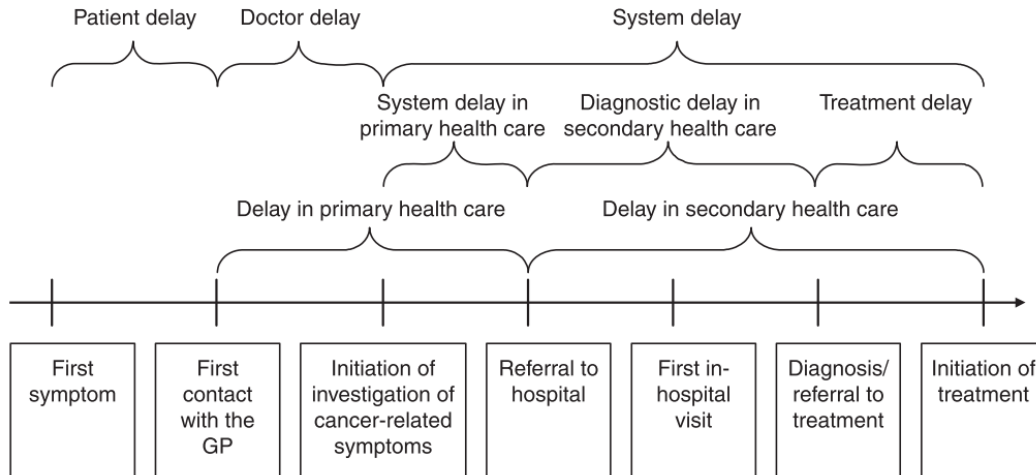 Patient delay
Doctor delay
System delay
System delay in
primary health care
Diagnostic delay in
secondary health care
Treatment delay
Delay in primary health care
Delay in secondary health care
First
symptom
First
contact
with the
GP
Initiation of
investigation of
cancer-related
symptoms
Referral to
hospital
First in-
hospital
visit
Diagnosis/
referral to
treatment
Initiation of
treatment